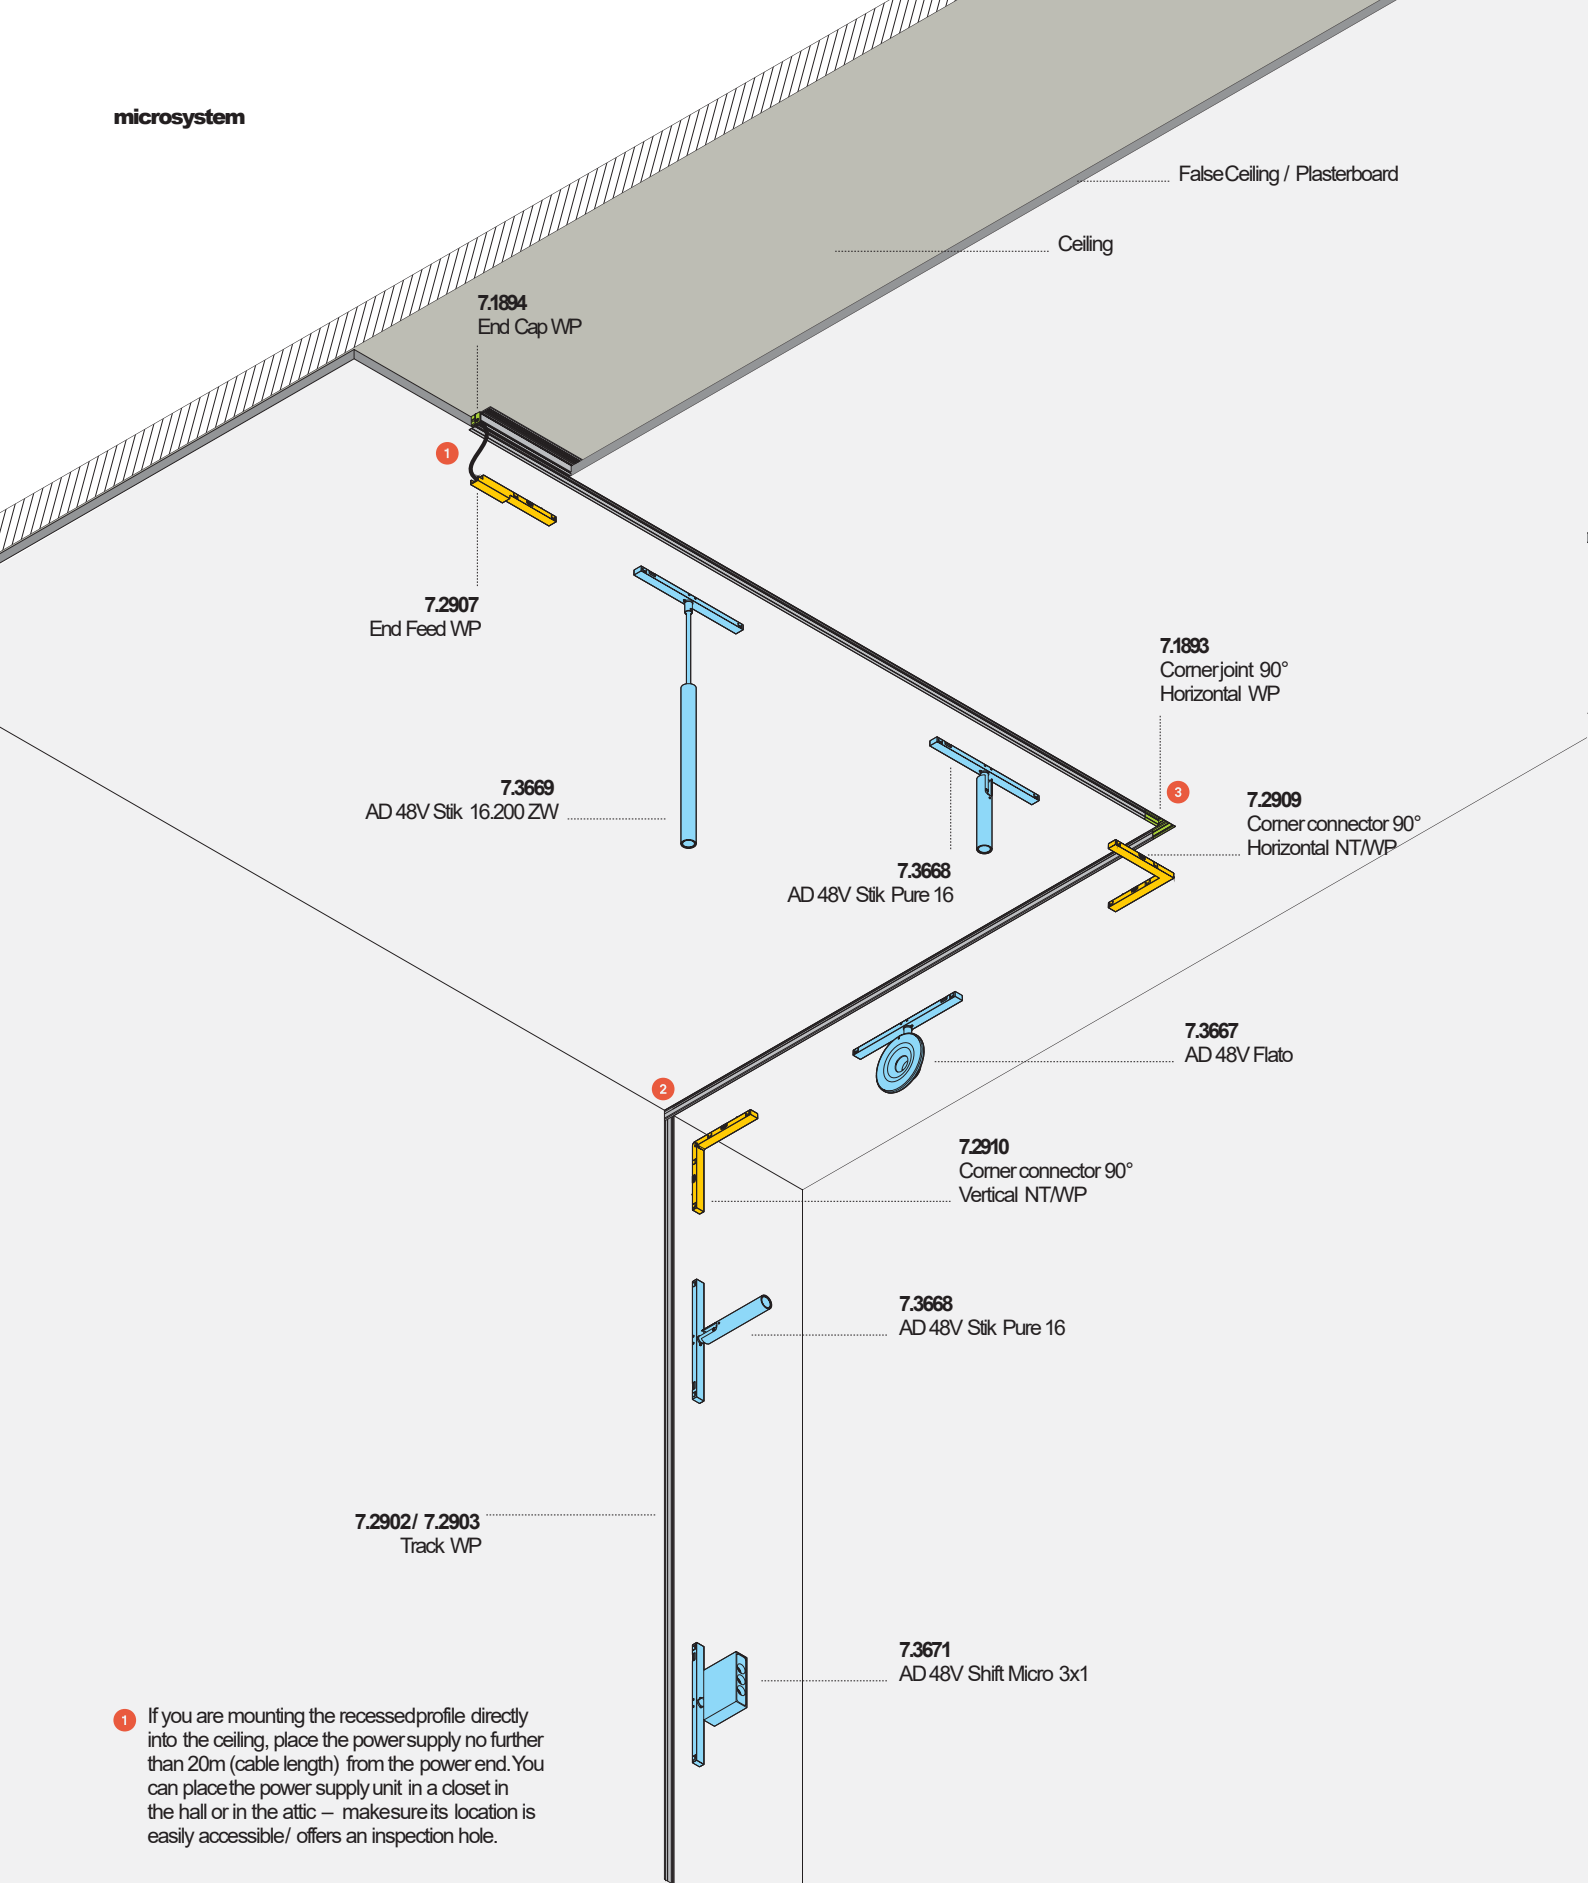 microsystem
False Ceiling / Plasterboard
Ceiling
7.1894
End Cap WP
1
7.2907
End Feed WP
7.1893
Corner joint 90°
Horizontal WP
7.3669
AD 48V Stik 16.200 ZW
3
7.2909
Corner connector 90°
Horizontal NT/WP
7.3668
AD 48V Stik Pure 16
7.3667
AD 48V Flato
2
7.2910
Corner connector 90°
Vertical NT/WP
7.3668
AD 48V Stik Pure 16
7.2902 / 7.2903
Track WP
7.3671
AD 48V Shift Micro 3x1
1 If you are mounting the recessed profile directly
into the ceiling, place the power supply no further
than 20m (cable length) from the power end. You
can place the power supply unit in a closet in
the hall or in the attic – make sure its location is
easily accessible/ offers an inspection hole.